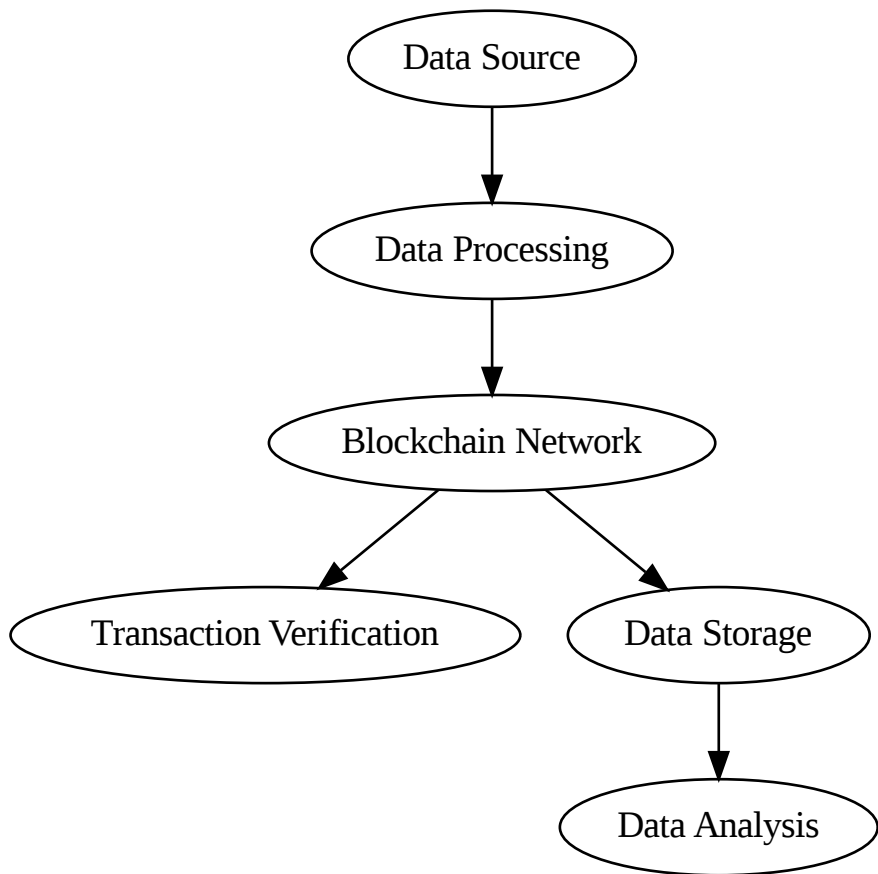 Data Source
Data Processing
Blockchain Network
Transaction Verification
Data Storage
Data Analysis